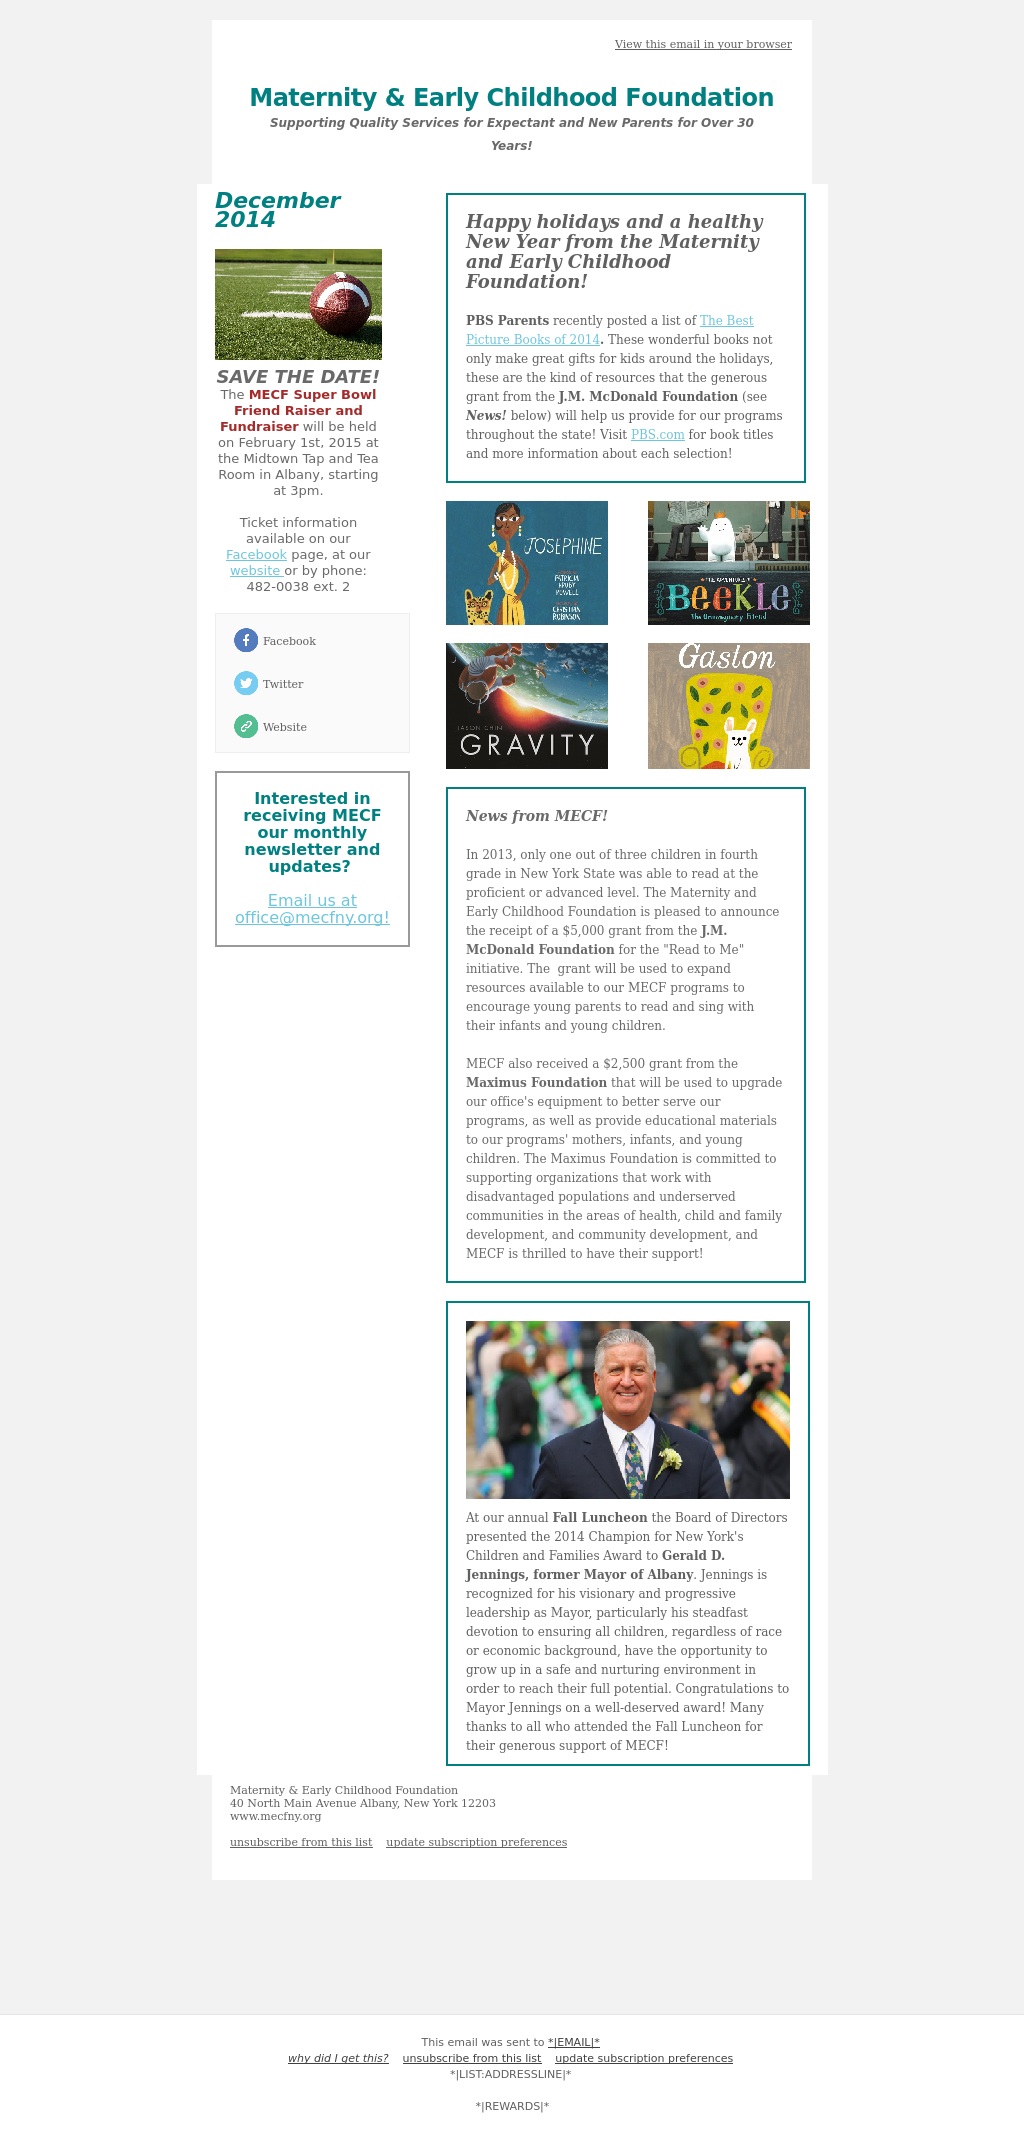 View this email in your browser
Maternity & Early Childhood Foundation
Supporting Quality Services for Expectant and New Parents for Over 30
Years!
December
2014
SAVE THE DATE!
The MECF Super Bowl
Friend Raiser and
Fundraiser will be held
on February 1st, 2015 at
the Midtown Tap and Tea
Room in Albany, starting
at 3pm.
Ticket information
available on our
Facebook page, at our
website or by phone:
482-0038 ext. 2
Facebook
Twitter
Website
Interested in
receiving MECF
our monthly
newsletter and
updates?
Email us at
office@mecfny.org!
Happy holidays and a healthy
New Year from the Maternity
and Early Childhood
Foundation!
PBS Parents recently posted a list of The Best
Picture Books of 2014. These wonderful books not
only make great gifts for kids around the holidays,
these are the kind of resources that the generous
grant from the J.M. McDonald Foundation (see
News! below) will help us provide for our programs
throughout the state! Visit PBS.com for book titles
and more information about each selection!
JOSEPHINE
PATRICIA
HRUBY
POWELL
CHRISTIAN
ROBINSON
THE ADVENTURES OF
BEEKLE
The Unimaginary Friend
JASON CHIN
GRAVITY
Gaston
News from MECF!
In 2013, only one out of three children in fourth
grade in New York State was able to read at the
proficient or advanced level. The Maternity and
Early Childhood Foundation is pleased to announce
the receipt of a $5,000 grant from the J.M.
McDonald Foundation for the "Read to Me"
initiative. The  grant will be used to expand
resources available to our MECF programs to
encourage young parents to read and sing with
their infants and young children.
MECF also received a $2,500 grant from the
Maximus Foundation that will be used to upgrade
our office's equipment to better serve our
programs, as well as provide educational materials
to our programs' mothers, infants, and young
children. The Maximus Foundation is committed to
supporting organizations that work with
disadvantaged populations and underserved
communities in the areas of health, child and family
development, and community development, and
MECF is thrilled to have their support!
At our annual Fall Luncheon the Board of Directors
presented the 2014 Champion for New York's
Children and Families Award to Gerald D.
Jennings, former Mayor of Albany. Jennings is
recognized for his visionary and progressive
leadership as Mayor, particularly his steadfast
devotion to ensuring all children, regardless of race
or economic background, have the opportunity to
grow up in a safe and nurturing environment in
order to reach their full potential. Congratulations to
Mayor Jennings on a well-deserved award! Many
thanks to all who attended the Fall Luncheon for
their generous support of MECF!
Maternity & Early Childhood Foundation
40 North Main Avenue Albany, New York 12203
www.mecfny.org
unsubscribe from this list    update subscription preferences
This email was sent to *|EMAIL|*
why did I get this?    unsubscribe from this list    update subscription preferences
*|LIST:ADDRESSLINE|*
*|REWARDS|*